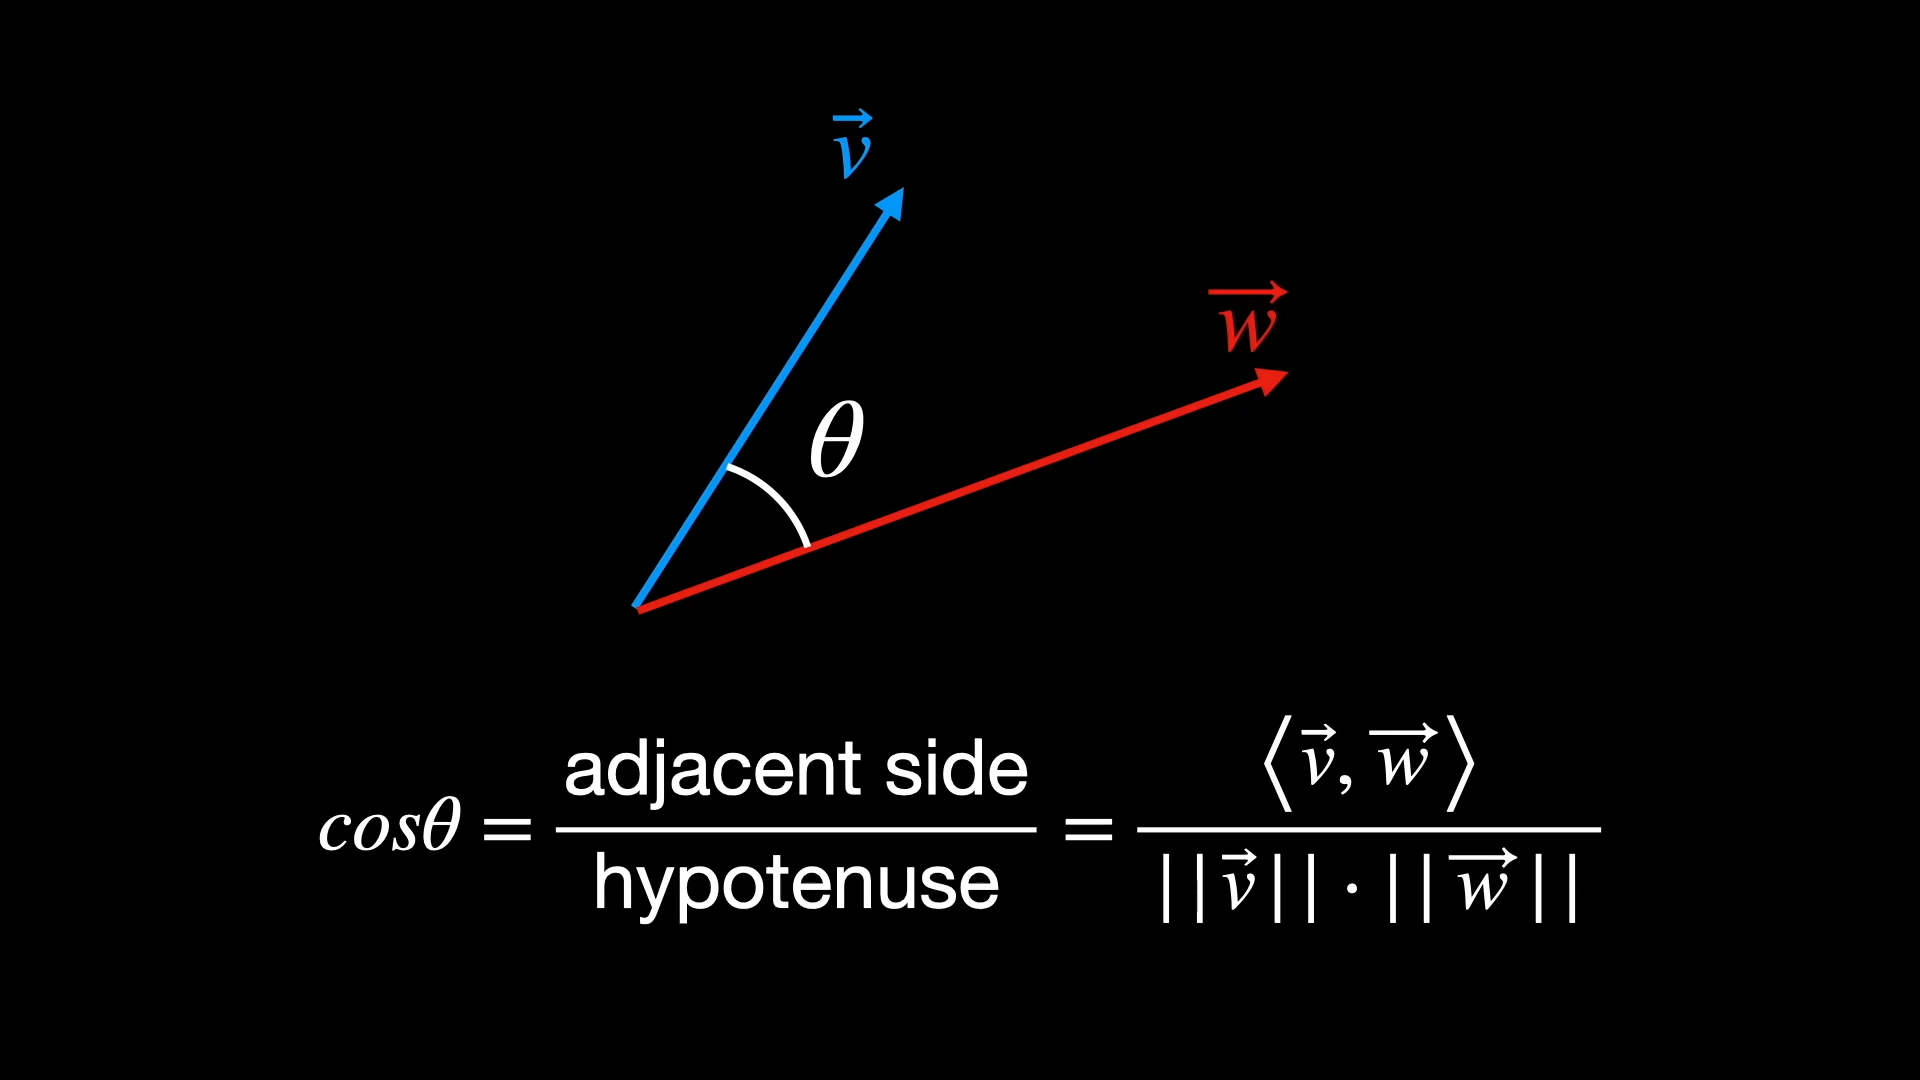 v⃗
w⃗
θ
cosθ = adjacent side / hypotenuse = ⟨v⃗, w⃗⟩ / ||v⃗|| · ||w⃗||